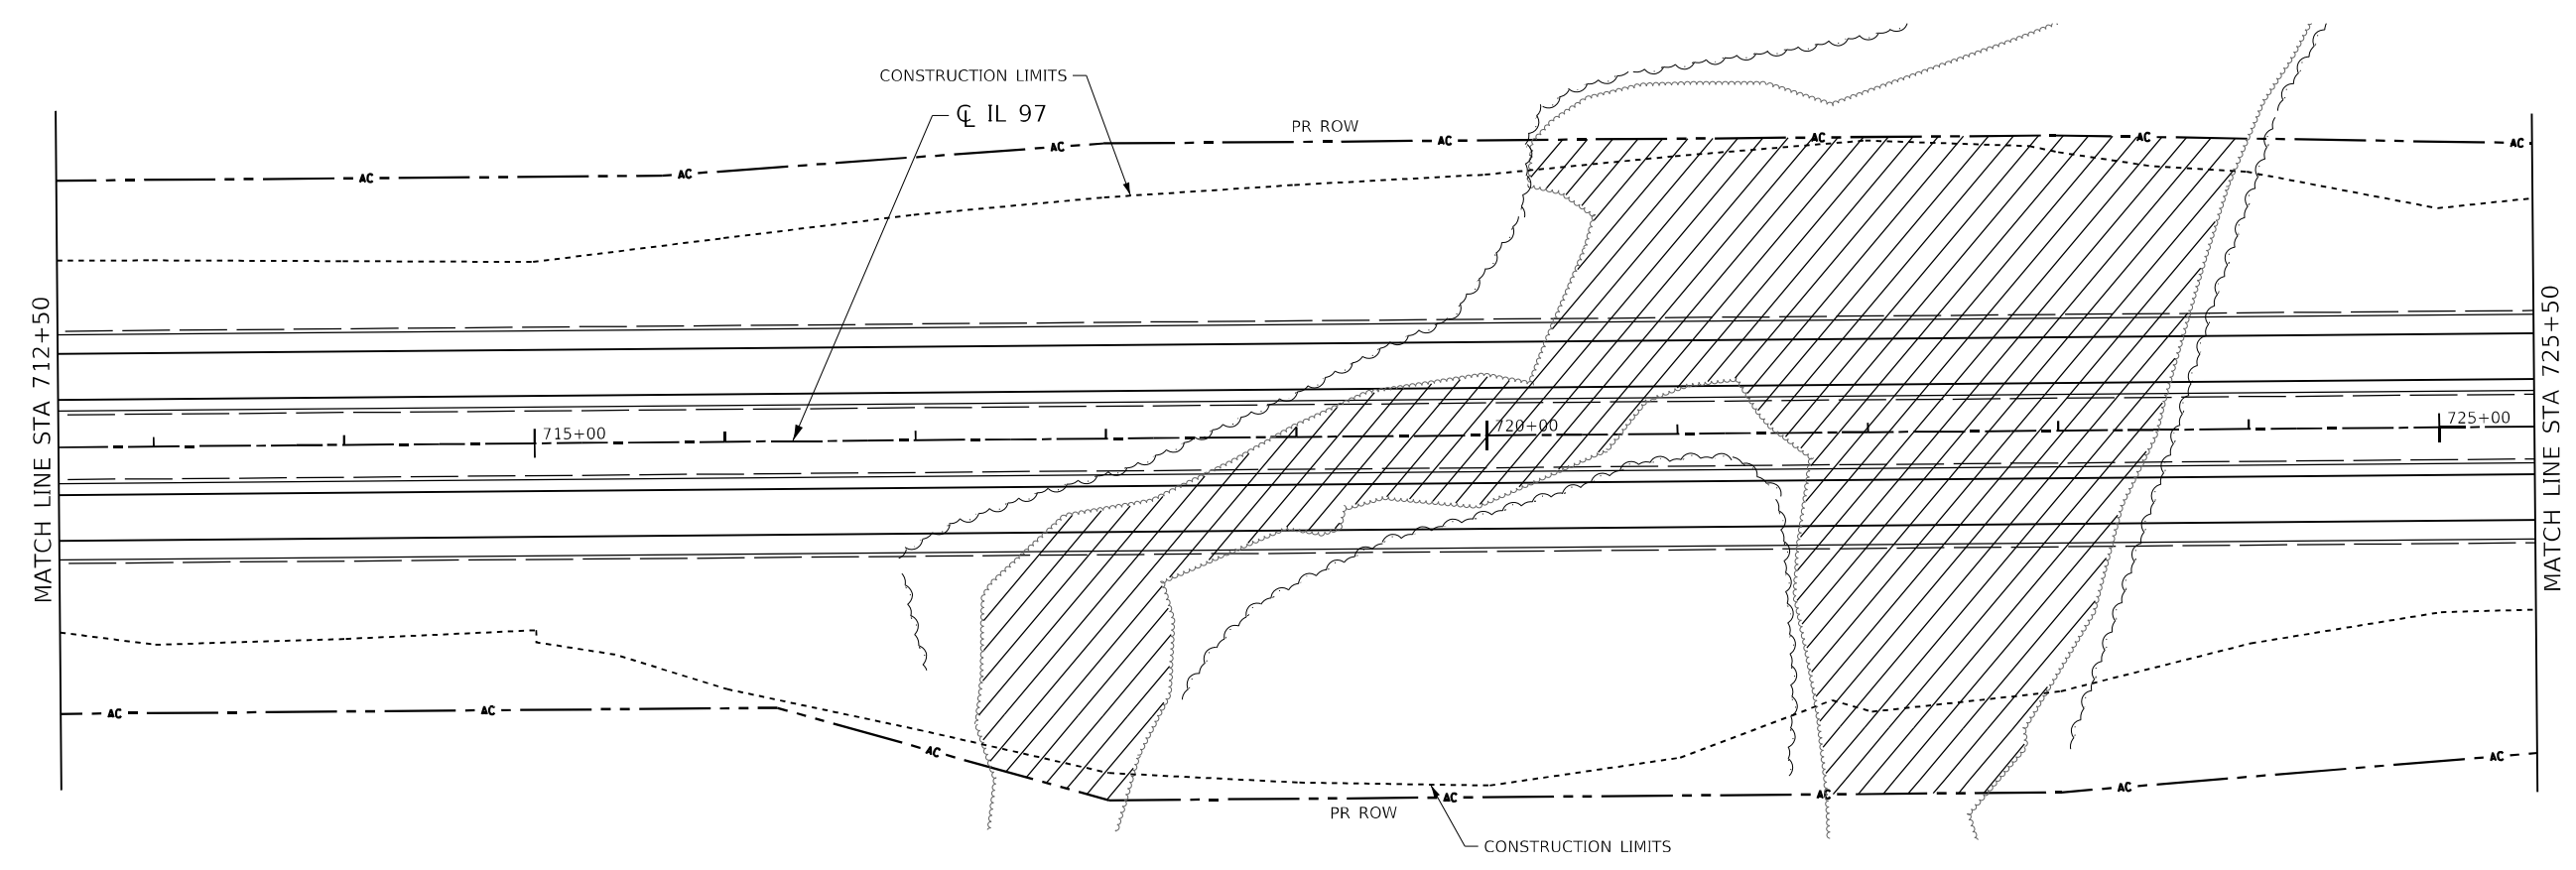 CONSTRUCTION LIMITS
℄ IL 97
PR ROW
AC
AC
AC
AC
AC
AC
AC
MATCH LINE STA 712+50
715+00
720+00
725+00
MATCH LINE STA 725+50
AC
AC
AC
AC
AC
AC
AC
PR ROW
CONSTRUCTION LIMITS